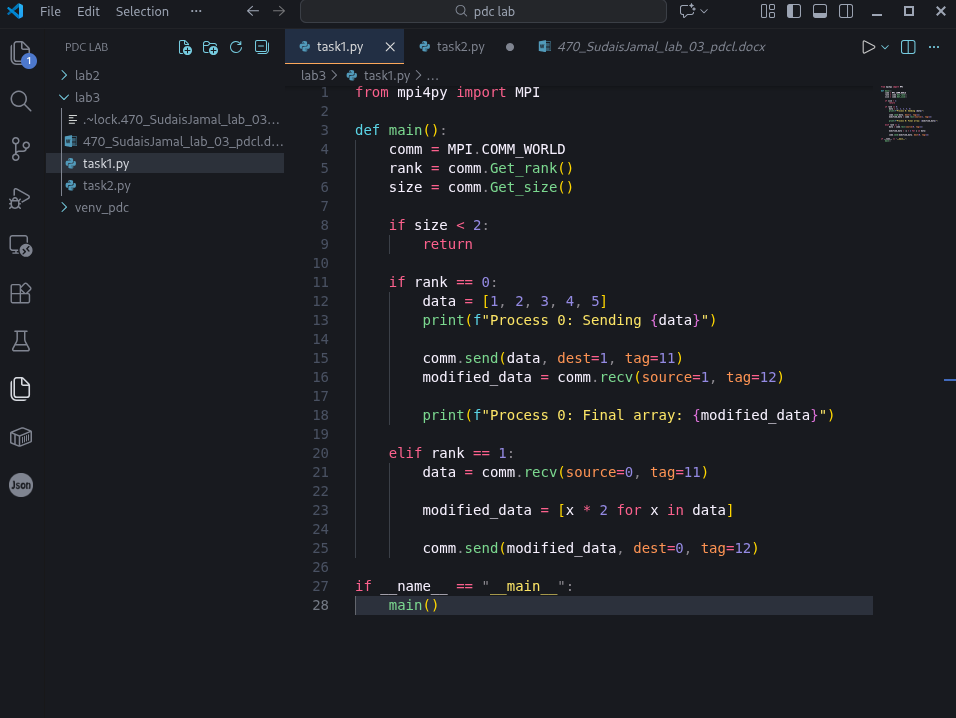 File Edit Selection ··· pdc lab
PDC LAB
task1.py
task2.py
470_SudaisJamal_lab_03_pdcl.docx
1
lab2
lab3
.~lock.470_SudaisJamal_lab_03...
470_SudaisJamal_lab_03_pdcl.d...
task1.py
task2.py
venv_pdc
Json
lab3 > task1.py > ...
1 from mpi4py import MPI
2
3 def main():
4     comm = MPI.COMM_WORLD
5     rank = comm.Get_rank()
6     size = comm.Get_size()
7
8     if size < 2:
9         return
10
11     if rank == 0:
12         data = [1, 2, 3, 4, 5]
13         print(f"Process 0: Sending {data}")
14
15         comm.send(data, dest=1, tag=11)
16         modified_data = comm.recv(source=1, tag=12)
17
18         print(f"Process 0: Final array: {modified_data}")
19
20     elif rank == 1:
21         data = comm.recv(source=0, tag=11)
22
23         modified_data = [x * 2 for x in data]
24
25         comm.send(modified_data, dest=0, tag=12)
26
27 if __name__ == "__main__":
28     main()